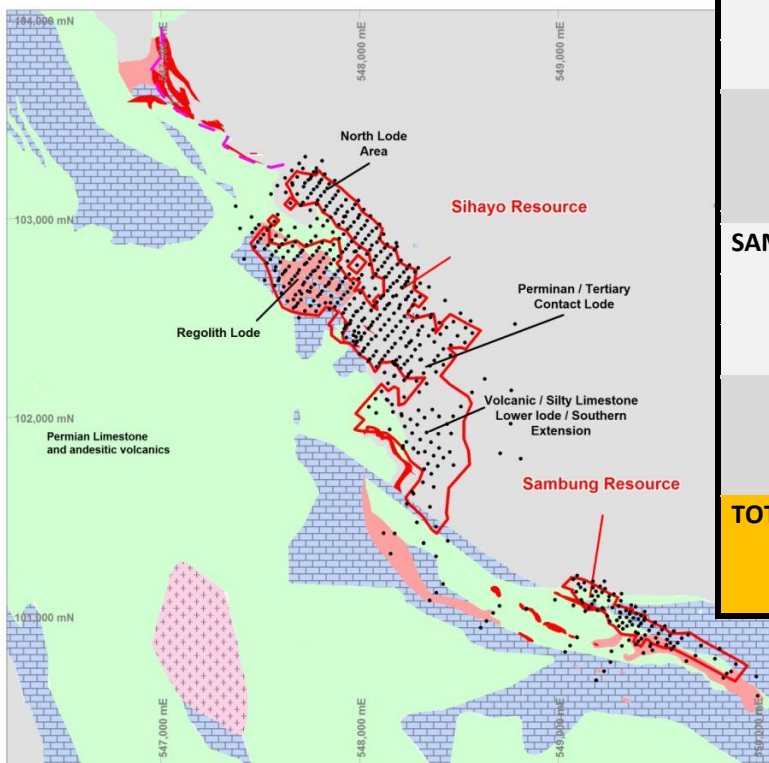 104,000 mN
547,000 mE
548,000 mE
549,000 mE
North Lode
Area
103,000 mN
Sihayo Resource
SAM
Perminan / Tertiary
Contact Lode
Regolith Lode
102,000 mN
Volcanic / Silty Limestone
Lower lode / Southern
Extension
Permian Limestone
and andesitic volcanics
Sambung Resource
TOT
101,000 mN
547,000 mE
548,000 mE
549,000 mE
550,000 mE